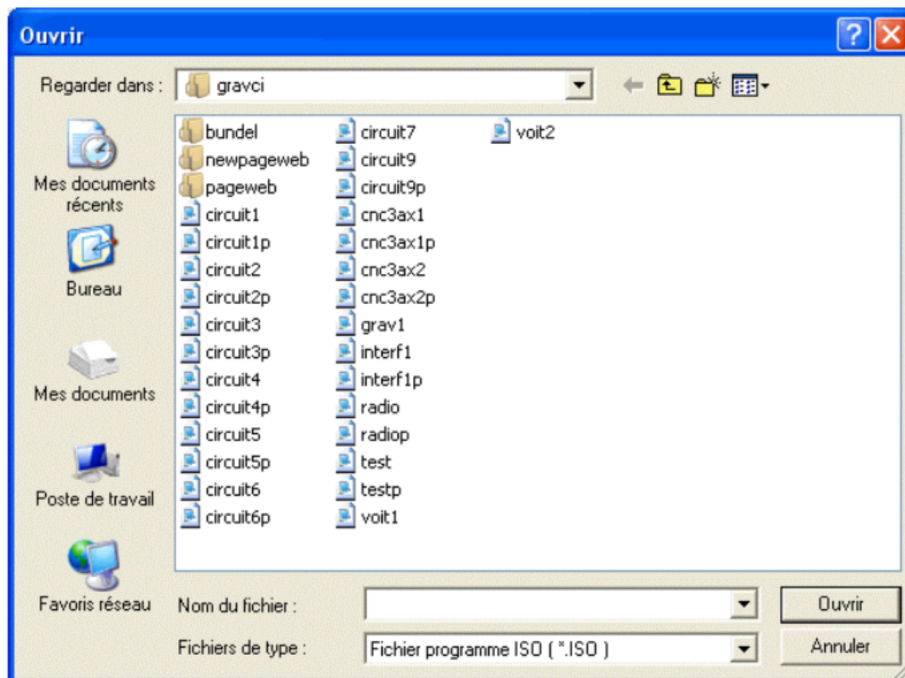 Ouvrir
Regarder dans :
gravci
Mes documents
récents
Bureau
Mes documents
Poste de travail
Favoris réseau
bundel
newpageweb
pageweb
circuit1
circuit1p
circuit2
circuit2p
circuit3
circuit3p
circuit4
circuit4p
circuit5
circuit5p
circuit6
circuit6p
circuit7
circuit9
circuit9p
cnc3ax1
cnc3ax1p
cnc3ax2
cnc3ax2p
grav1
interf1
interf1p
radio
radiop
test
testp
voit1
voit2
Nom du fichier :
Ouvrir
Fichiers de type :
Fichier programme ISO ( *.ISO )
Annuler